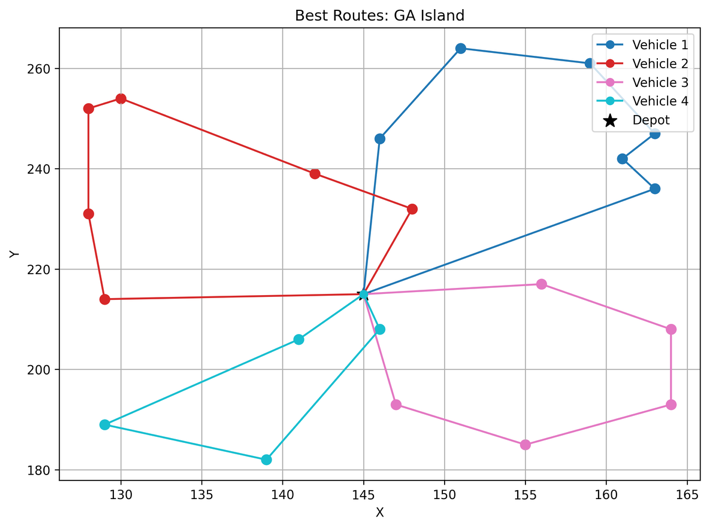 Best Routes: GA Island
Vehicle 1
Vehicle 2
Vehicle 3
Vehicle 4
Depot
260
240
220
200
180
Y
130 135 140 145 150 155 160 165
X